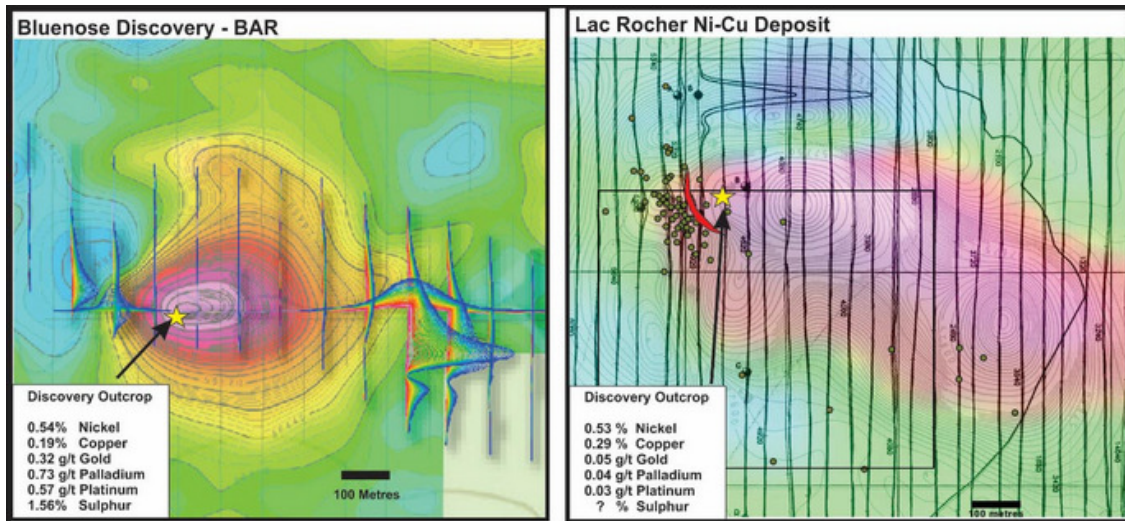 Bluenose Discovery - BAR
Discovery Outcrop
0.54% Nickel
0.19% Copper
0.32 g/t Gold
0.73 g/t Palladium
0.57 g/t Platinum
1.56% Sulphur
100 Metres
Lac Rocher Ni-Cu Deposit
Discovery Outcrop
0.53 % Nickel
0.29 % Copper
0.05 g/t Gold
0.04 g/t Palladium
0.03 g/t Platinum
? % Sulphur
100 metres